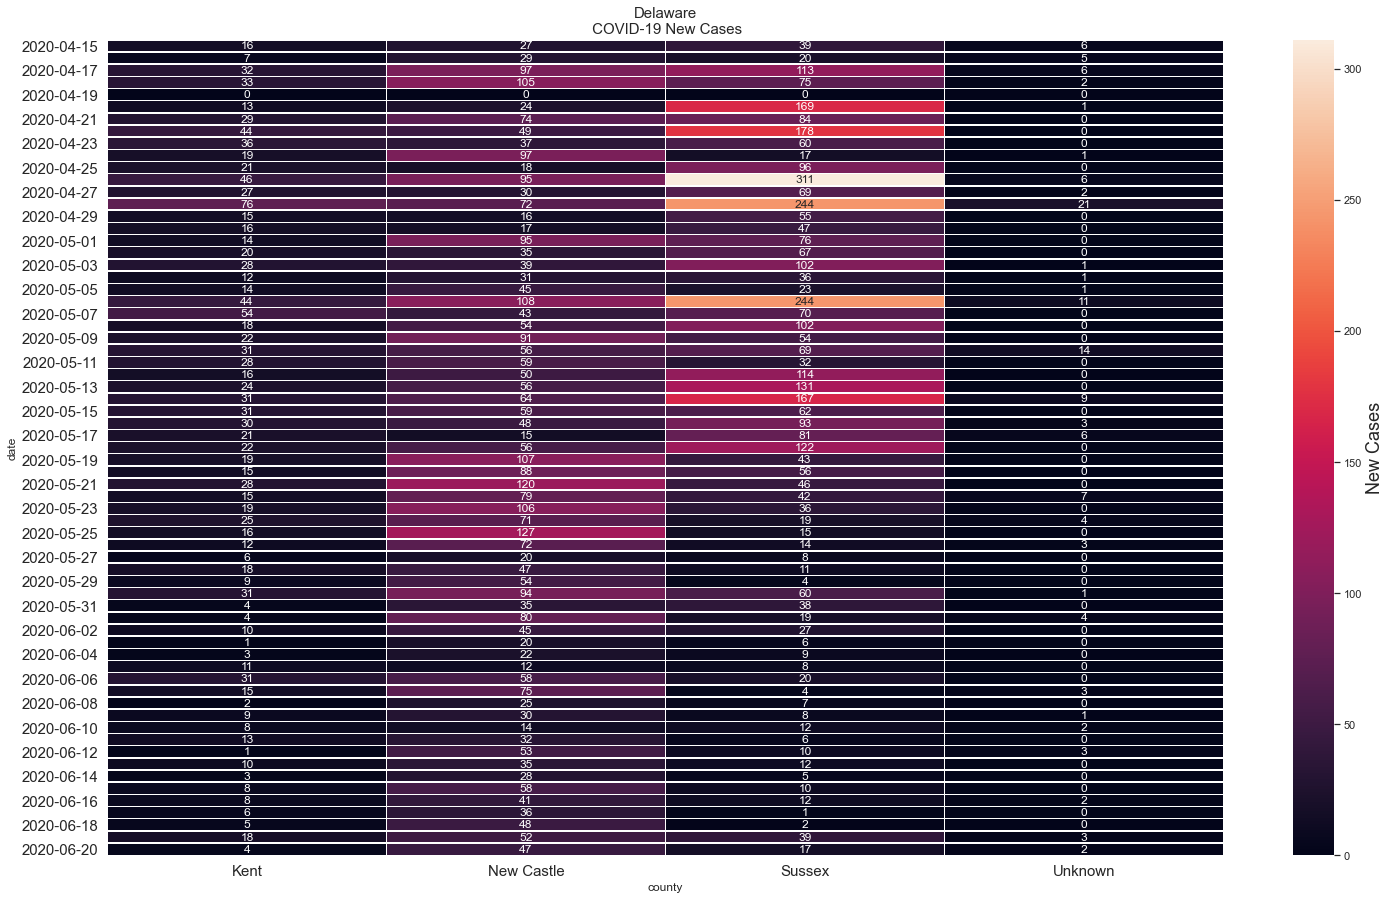 Delaware
COVID-19 New Cases
2020-04-15 16 27 39 6
7 29 20 5
2020-04-17 32 97 113 6
33 105 75 2
2020-04-19 0 0 0 0
13 24 169 1
2020-04-21 29 74 84 0
44 49 178 0
2020-04-23 36 37 60 0
19 97 17 1
2020-04-25 21 18 96 0
46 95 311 6
2020-04-27 27 30 69 2
76 72 244 21
2020-04-29 15 16 55 0
16 17 47 0
2020-05-01 14 95 76 0
20 35 67 0
2020-05-03 28 39 102 1
12 31 36 1
2020-05-05 14 45 23 1
44 108 244 11
2020-05-07 54 43 70 0
18 54 102 0
2020-05-09 22 91 54 0
31 56 69 14
2020-05-11 28 59 32 0
16 50 114 0
2020-05-13 24 56 131 0
31 64 167 9
2020-05-15 31 59 62 0
30 48 93 3
2020-05-17 21 15 81 6
22 56 122 0
2020-05-19 19 107 43 0
15 88 56 0
2020-05-21 28 120 46 0
15 79 42 7
2020-05-23 19 106 36 0
25 71 19 4
2020-05-25 16 127 15 0
12 72 14 3
2020-05-27 6 20 8 0
18 47 11 0
2020-05-29 9 54 4 0
31 94 60 1
2020-05-31 4 35 38 0
4 80 19 4
2020-06-02 10 45 27 0
1 20 6 0
2020-06-04 3 22 9 0
11 12 8 0
2020-06-06 31 58 20 0
15 75 4 3
2020-06-08 2 25 7 0
9 30 8 1
2020-06-10 8 14 12 2
13 32 6 0
2020-06-12 1 53 10 3
10 35 12 0
2020-06-14 3 28 5 0
8 58 10 0
2020-06-16 8 41 12 2
6 36 1 0
2020-06-18 5 48 2 0
18 52 39 3
2020-06-20 4 47 17 2
Kent New Castle Sussex Unknown
county
date
300
250
200
150
100
50
0
New Cases